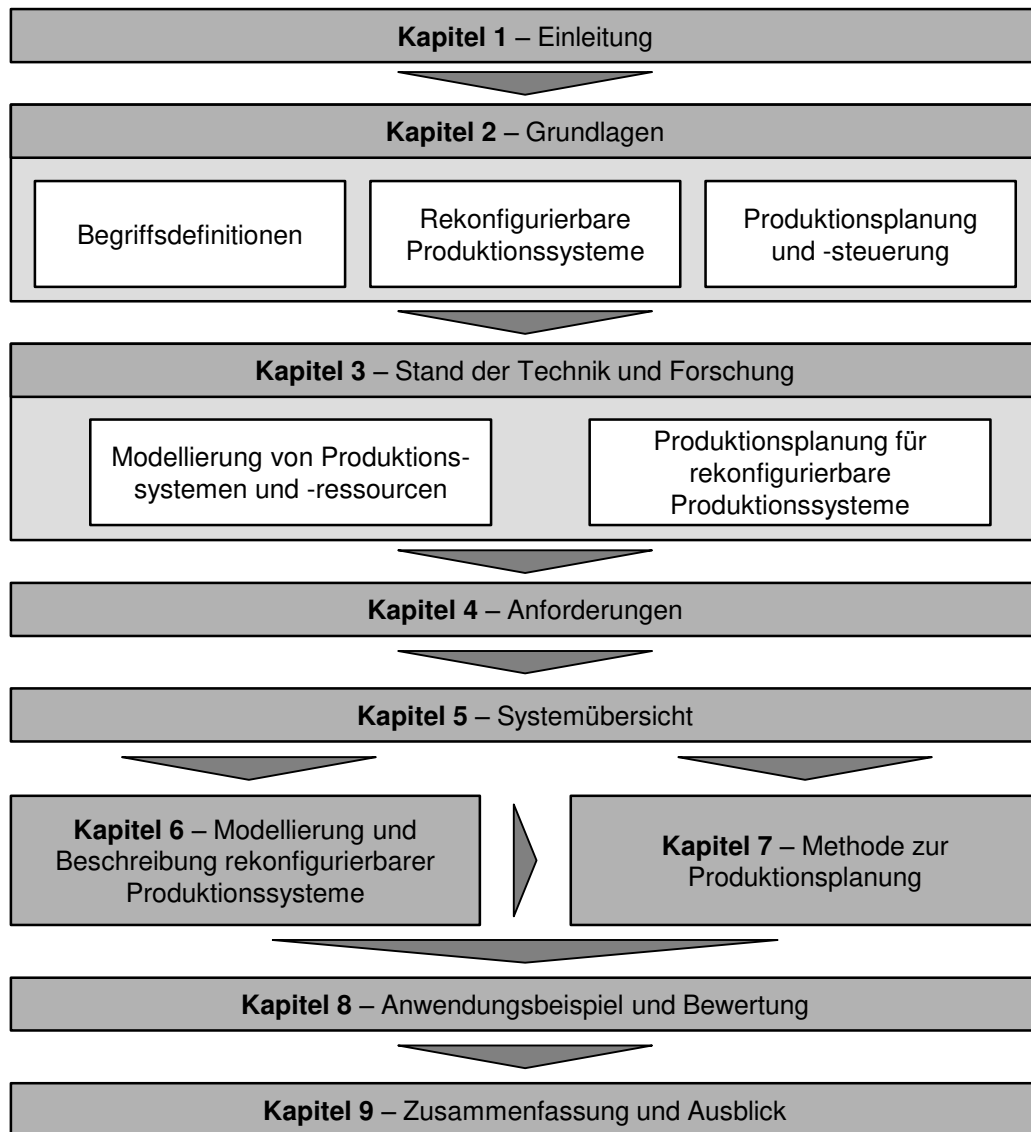 Kapitel 1 – Einleitung
Kapitel 2 – Grundlagen
Begriffsdefinitionen
Rekonfigurierbare
Produktionssysteme
Produktionsplanung
und -steuerung
Kapitel 3 – Stand der Technik und Forschung
Modellierung von Produktions-
systemen und -ressourcen
Produktionsplanung für
rekonfigurierbare
Produktionssysteme
Kapitel 4 – Anforderungen
Kapitel 5 – Systemübersicht
Kapitel 6 – Modellierung und
Beschreibung rekonfigurierbarer
Produktionssysteme
Kapitel 7 – Methode zur
Produktionsplanung
Kapitel 8 – Anwendungsbeispiel und Bewertung
Kapitel 9 – Zusammenfassung und Ausblick